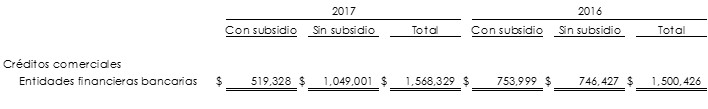 2017 2016
Con subsidio Sin subsidio Total Con subsidio Sin subsidio Total
Créditos comerciales
Entidades financieras bancarias $ 519,328 $ 1,049,001 $ 1,568,329 $ 753,999 $ 746,427 $ 1,500,426